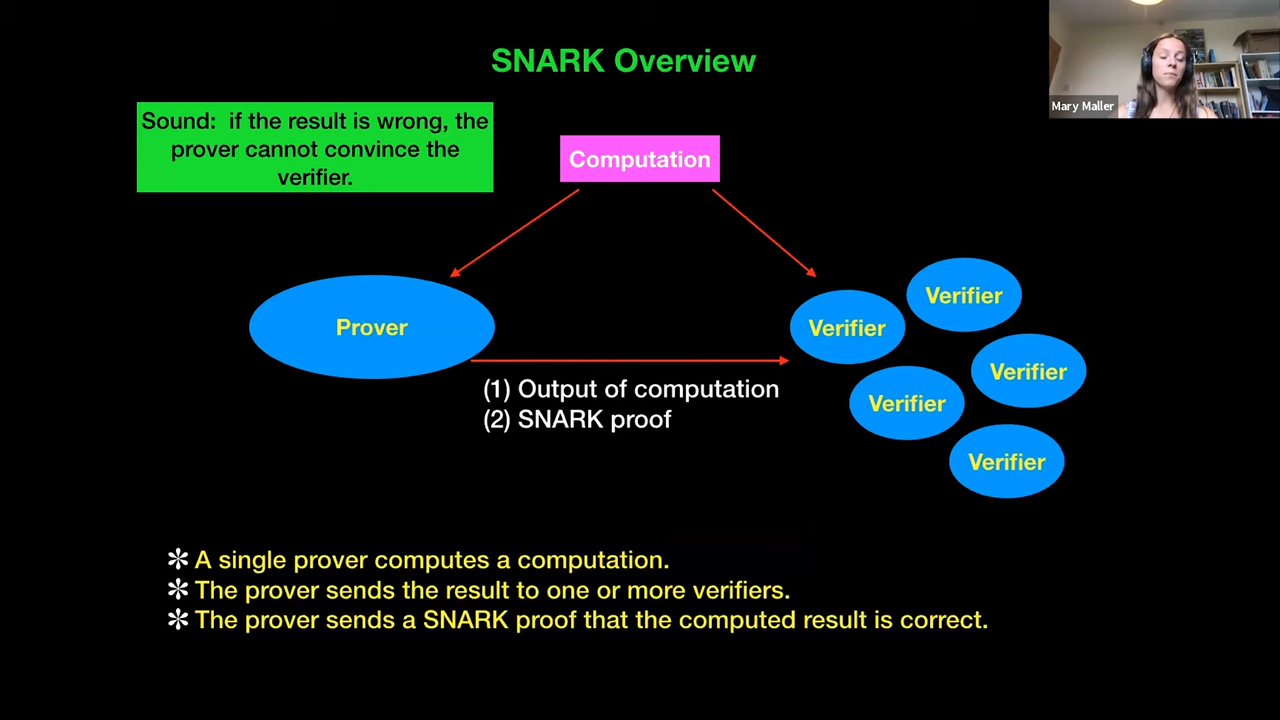 SNARK Overview
Mary Maller
Sound:  if the result is wrong, the
prover cannot convince the
verifier.
Computation
Prover
Verifier
Verifier
Verifier
Verifier
Verifier
(1) Output of computation
(2) SNARK proof
✻ A single prover computes a computation.
✻ The prover sends the result to one or more verifiers.
✻ The prover sends a SNARK proof that the computed result is correct.